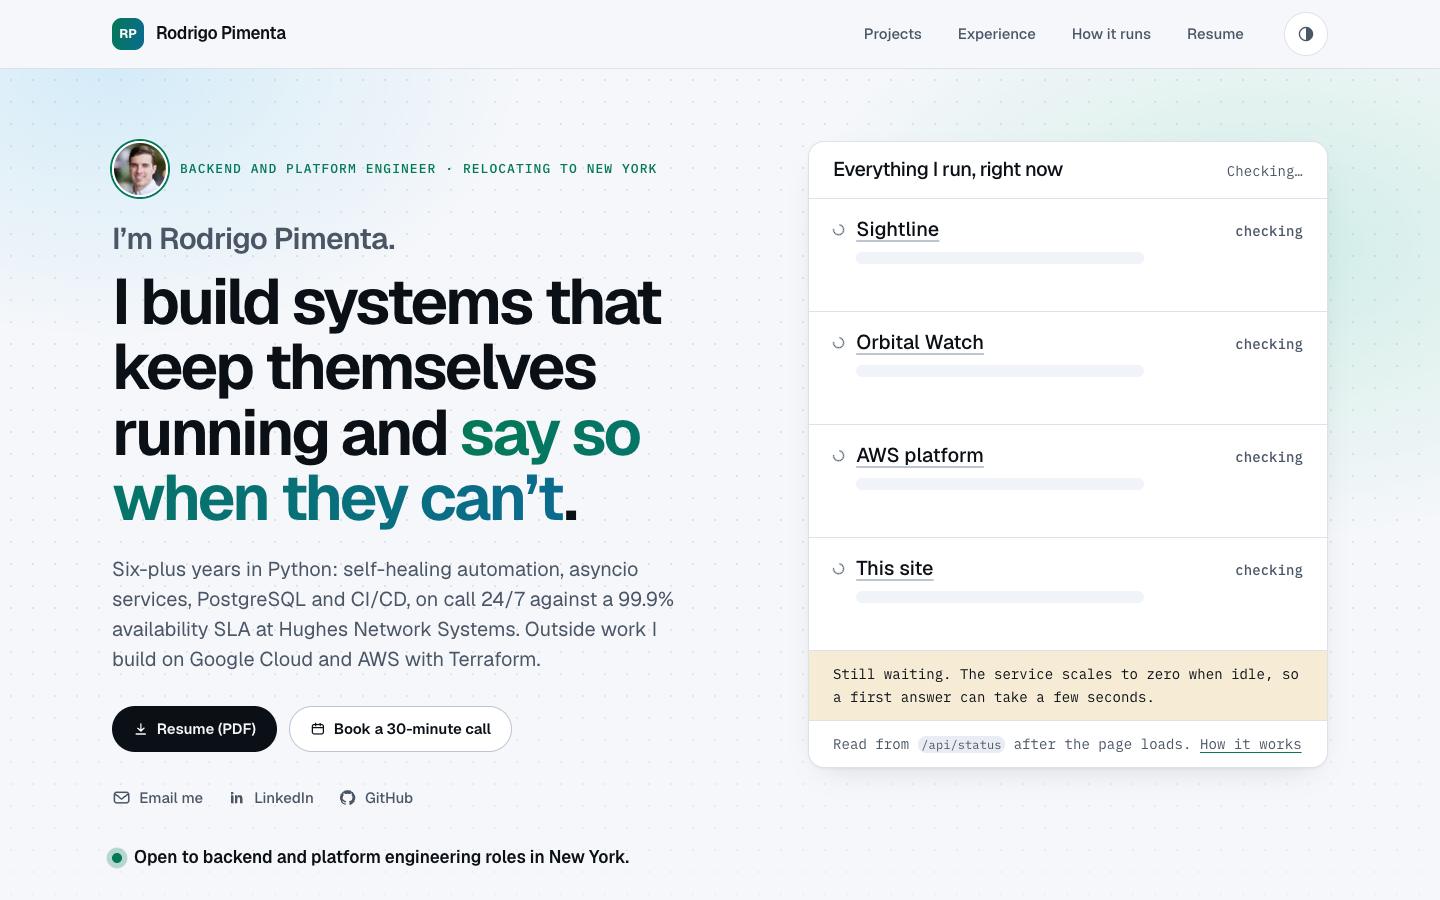 RP
Rodrigo Pimenta
Projects
Experience
How it runs
Resume
BACKEND AND PLATFORM ENGINEER · RELOCATING TO NEW YORK
I’m Rodrigo Pimenta.
I build systems that
keep themselves
running and say so
when they can’t.
Six-plus years in Python: self-healing automation, asyncio
services, PostgreSQL and CI/CD, on call 24/7 against a 99.9%
availability SLA at Hughes Network Systems. Outside work I
build on Google Cloud and AWS with Terraform.
Resume (PDF)
Book a 30-minute call
Email me
LinkedIn
GitHub
Open to backend and platform engineering roles in New York.
Everything I run, right now
Checking…
Sightline
checking
Orbital Watch
checking
AWS platform
checking
This site
checking
Still waiting. The service scales to zero when idle, so
a first answer can take a few seconds.
Read from /api/status after the page loads. How it works